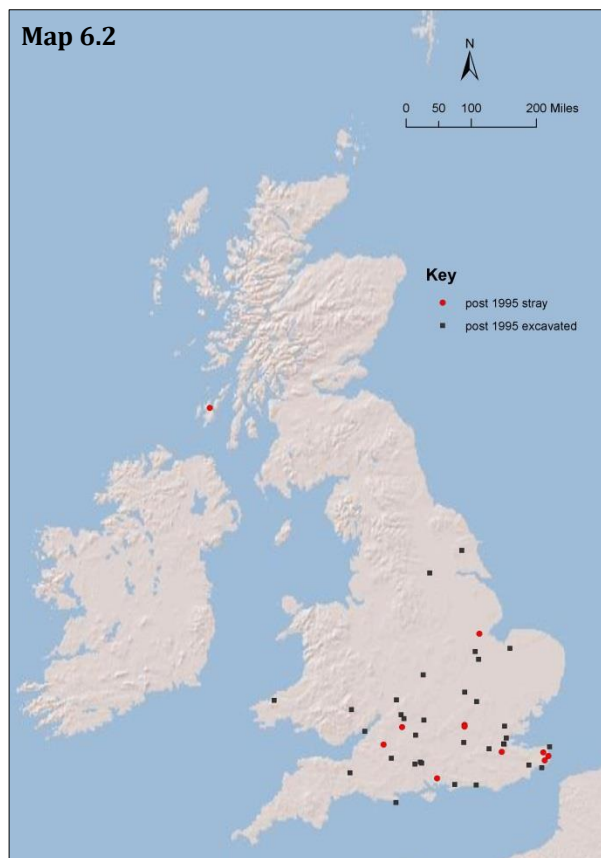 Map 6.2
N
0 50 100 200 Miles
Key
post 1995 stray
post 1995 excavated